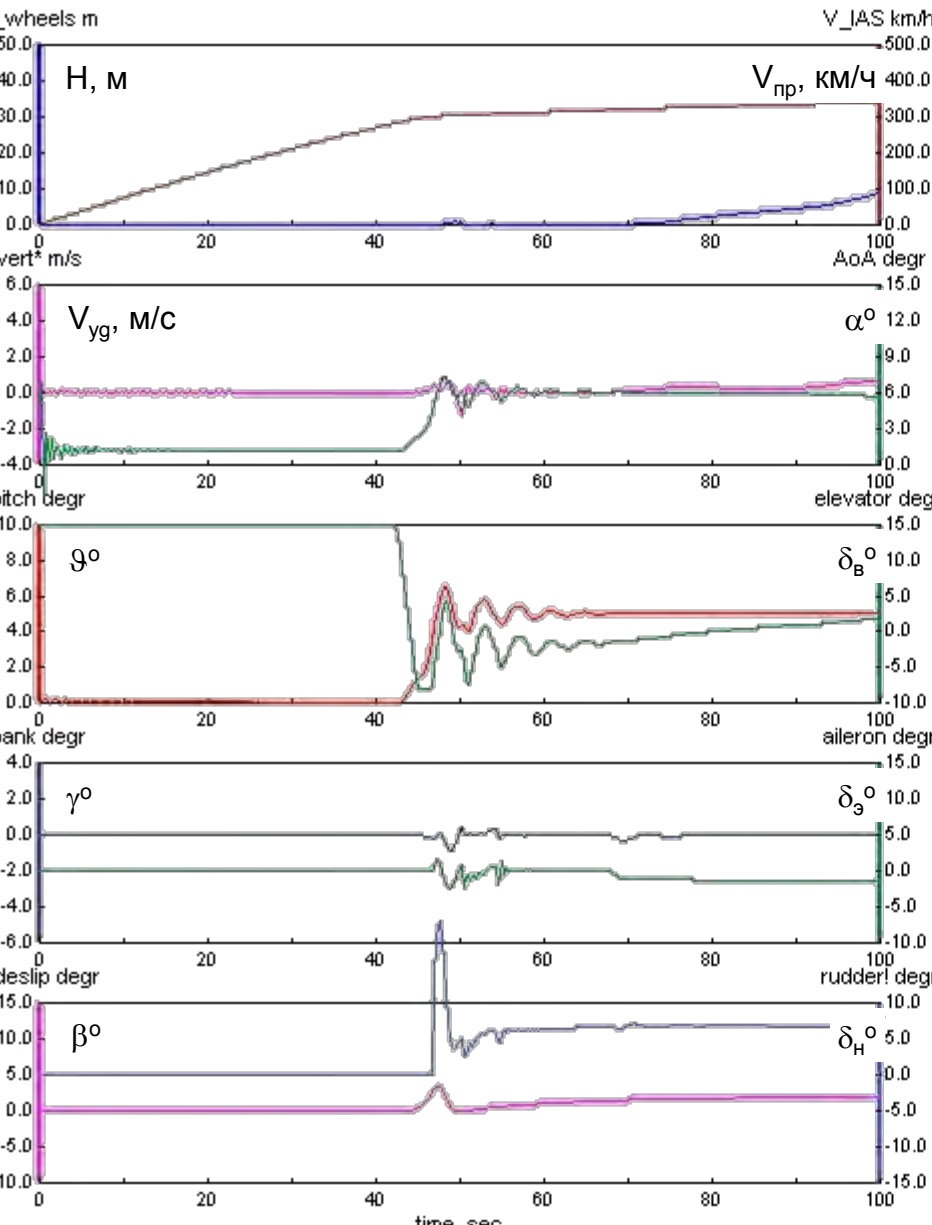 _wheels m V_IAS km/h
50.0 500.0
40.0 H, м Vпр, км/ч 400.0
30.0 300.0
20.0 200.0
10.0 100.0
0.0 0.0
0 20 40 60 80 100
vert* m/s AoA degr
6.0 15.0
4.0 Vyg, м/с α° 12.0
2.0 9.0
0.0 6.0
-2.0 3.0
-4.0 0.0
0 20 40 60 80 100
pitch degr elevator deg
10.0 15.0
8.0 ϑ° δв° 10.0
6.0 5.0
4.0 0.0
2.0 -5.0
0.0 -10.0
0 20 40 60 80 100
bank degr aileron degr
4.0 15.0
2.0 γ° δэ° 10.0
0.0 5.0
-2.0 0.0
-4.0 -5.0
-6.0 -10.0
0 20 40 60 80 100
deslip degr rudder! degr
15.0 10.0
10.0 β° δн° 5.0
5.0 0.0
0.0 -5.0
-5.0 -10.0
10.0 -15.0
0 20 40 60 80 100
time, sec